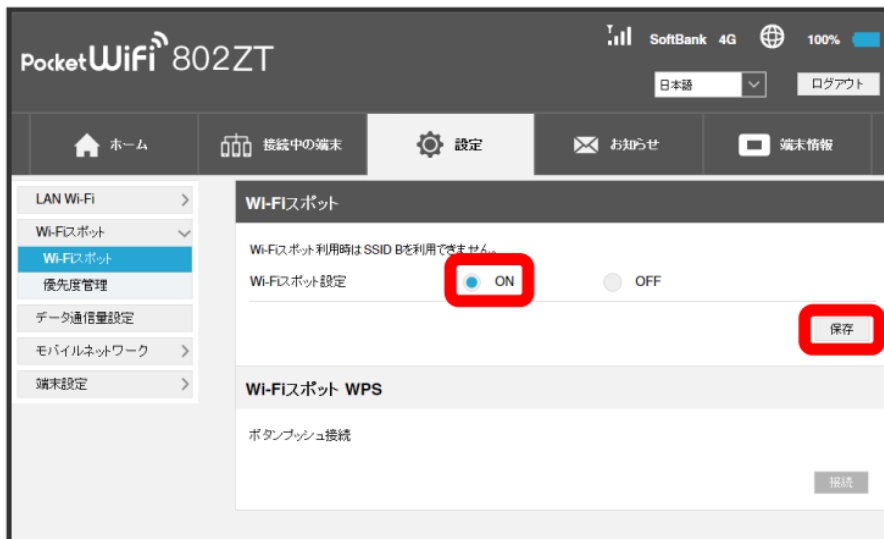 Pocket WiFi 802ZT
SoftBank 4G 100%
日本語 ログアウト
ホーム 接続中の端末 設定 お知らせ 端末情報
LAN Wi-Fi
Wi-Fiスポット
Wi-Fiスポット
優先度管理
データ通信量設定
モバイルネットワーク
端末設定
Wi-Fiスポット
Wi-Fiスポット利用時はSSID Bを利用できません。
Wi-Fiスポット設定 ON OFF
保存
Wi-Fiスポット WPS
ボタンプッシュ接続
接続